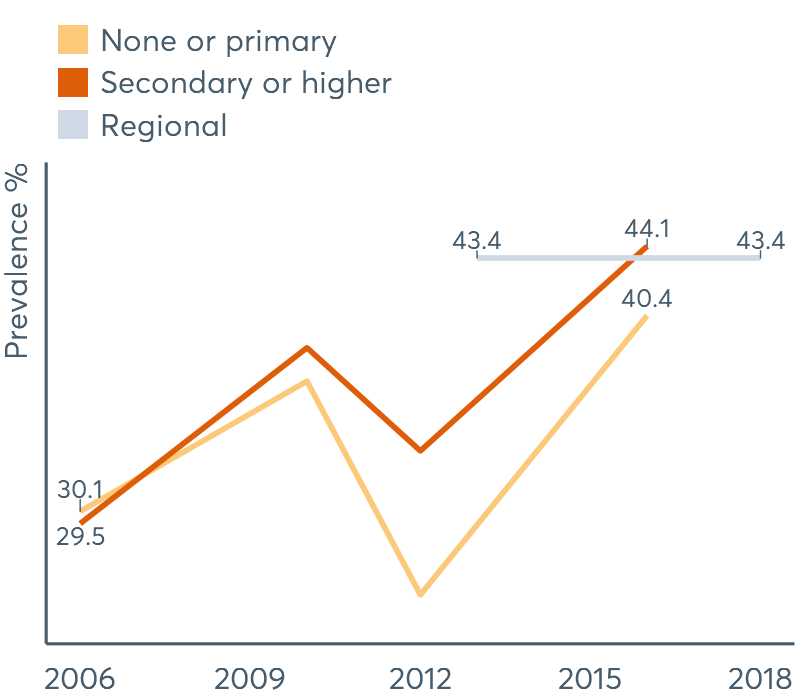 None or primary
Secondary or higher
Regional
Prevalence %
43.4
44.1
43.4
40.4
30.1
29.5
2006
2009
2012
2015
2018